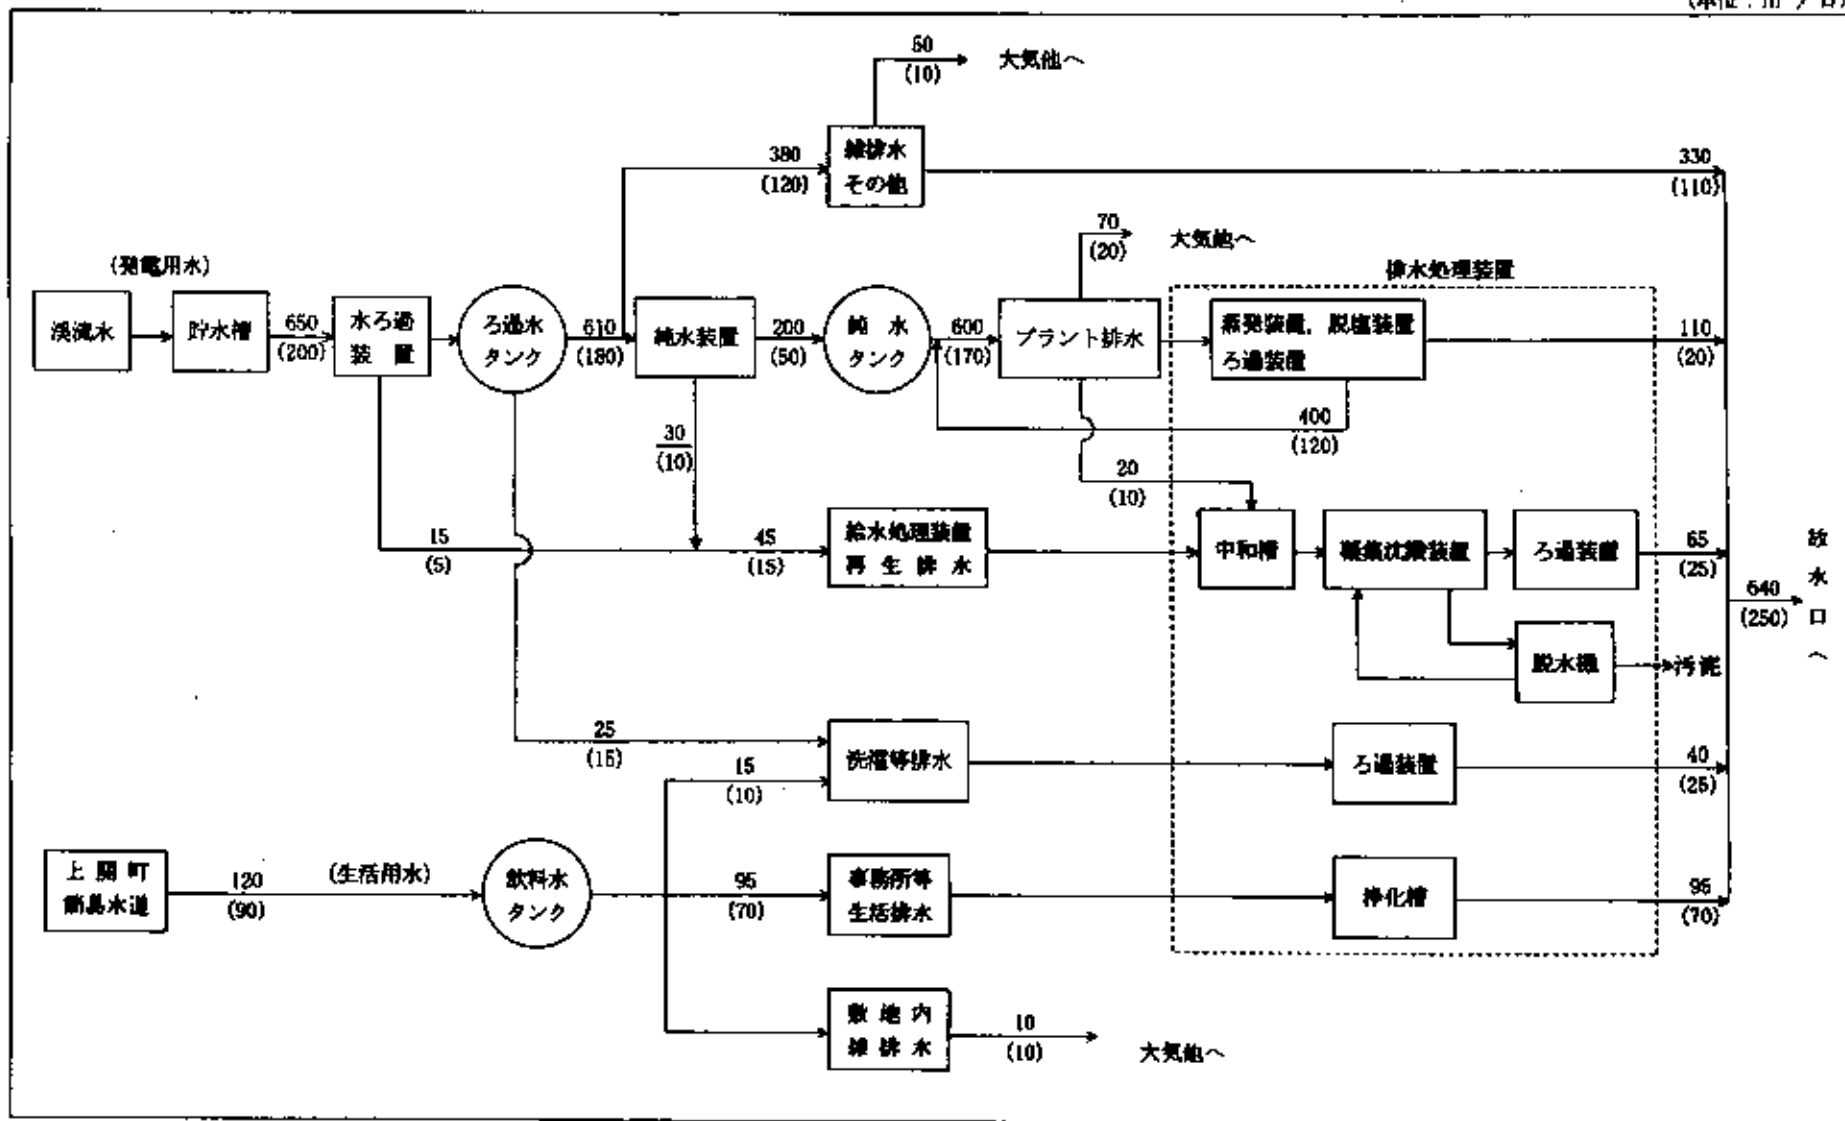 (単位:㎥/日)
50
(10)
大気他へ
380
(120)
雑排水
その他
330
(110)
70
(20)
大気他へ
(発電用水)
排水処理装置
渓流水
貯水槽
650
(200)
水ろ過
装置
ろ過水
タンク
610
(180)
純水装置
200
(50)
純水
タンク
600
(170)
プラント排水
蒸発装置,脱塩装置
ろ過装置
110
(20)
400
(120)
30
(10)
20
(10)
15
(5)
45
(15)
給水処理装置
再生排水
中和槽
凝集沈澱装置
ろ過装置
65
(25)
放水口へ
640
(250)
脱水機
汚泥
25
(15)
15
(10)
洗濯等排水
ろ過装置
40
(25)
上関町
簡易水道
120
(90)
(生活用水)
飲料水
タンク
95
(70)
事務所等
生活排水
浄化槽
95
(70)
敷地内
雑排水
10
(10)
大気他へ